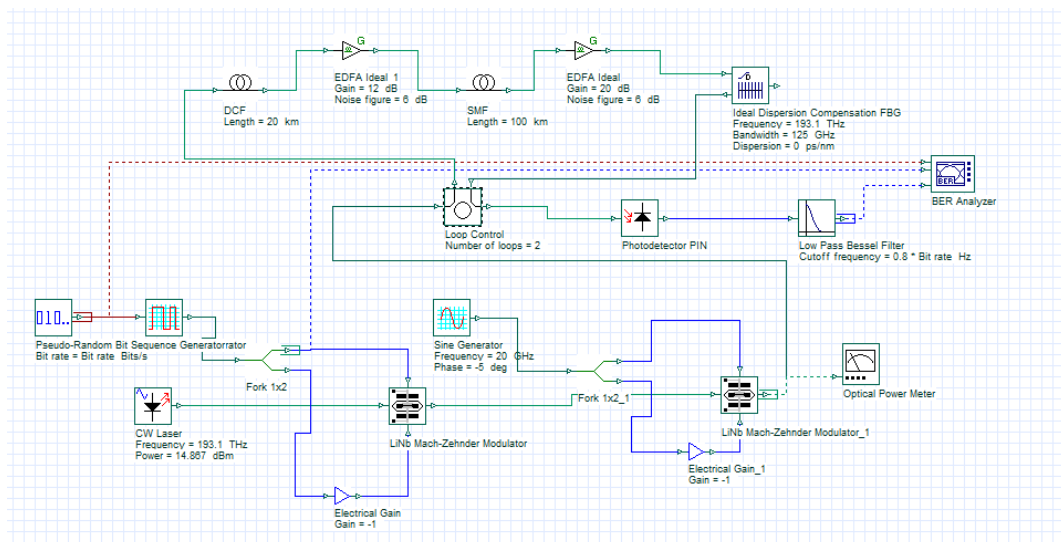 G
G
EDFA Ideal_1
Gain = 12 dB
Noise figure = 6 dB
EDFA Ideal
Gain = 20 dB
Noise figure = 6 dB
DCF
Length = 20 km
SMF
Length = 100 km
Ideal Dispersion Compensation FBG
Frequency = 193.1 THz
Bandwidth = 125 GHz
Dispersion = 0 ps/nm
BER
BER Analyzer
Loop Control
Number of loops = 2
Photodetector PIN
Low Pass Bessel Filter
Cutoff frequency = 0.8 * Bit rate Hz
010..
Pseudo-Random Bit Sequence Generatorrator
Bit rate = Bit rate Bits/s
Sine Generator
Frequency = 20 GHz
Phase = -5 deg
Fork 1x2
Fork 1x2_1
Optical Power Meter
CW Laser
Frequency = 193.1 THz
Power = 14.867 dBm
LiNb Mach-Zehnder Modulator
LiNb Mach-Zehnder Modulator_1
Electrical Gain_1
Gain = -1
Electrical Gain
Gain = -1